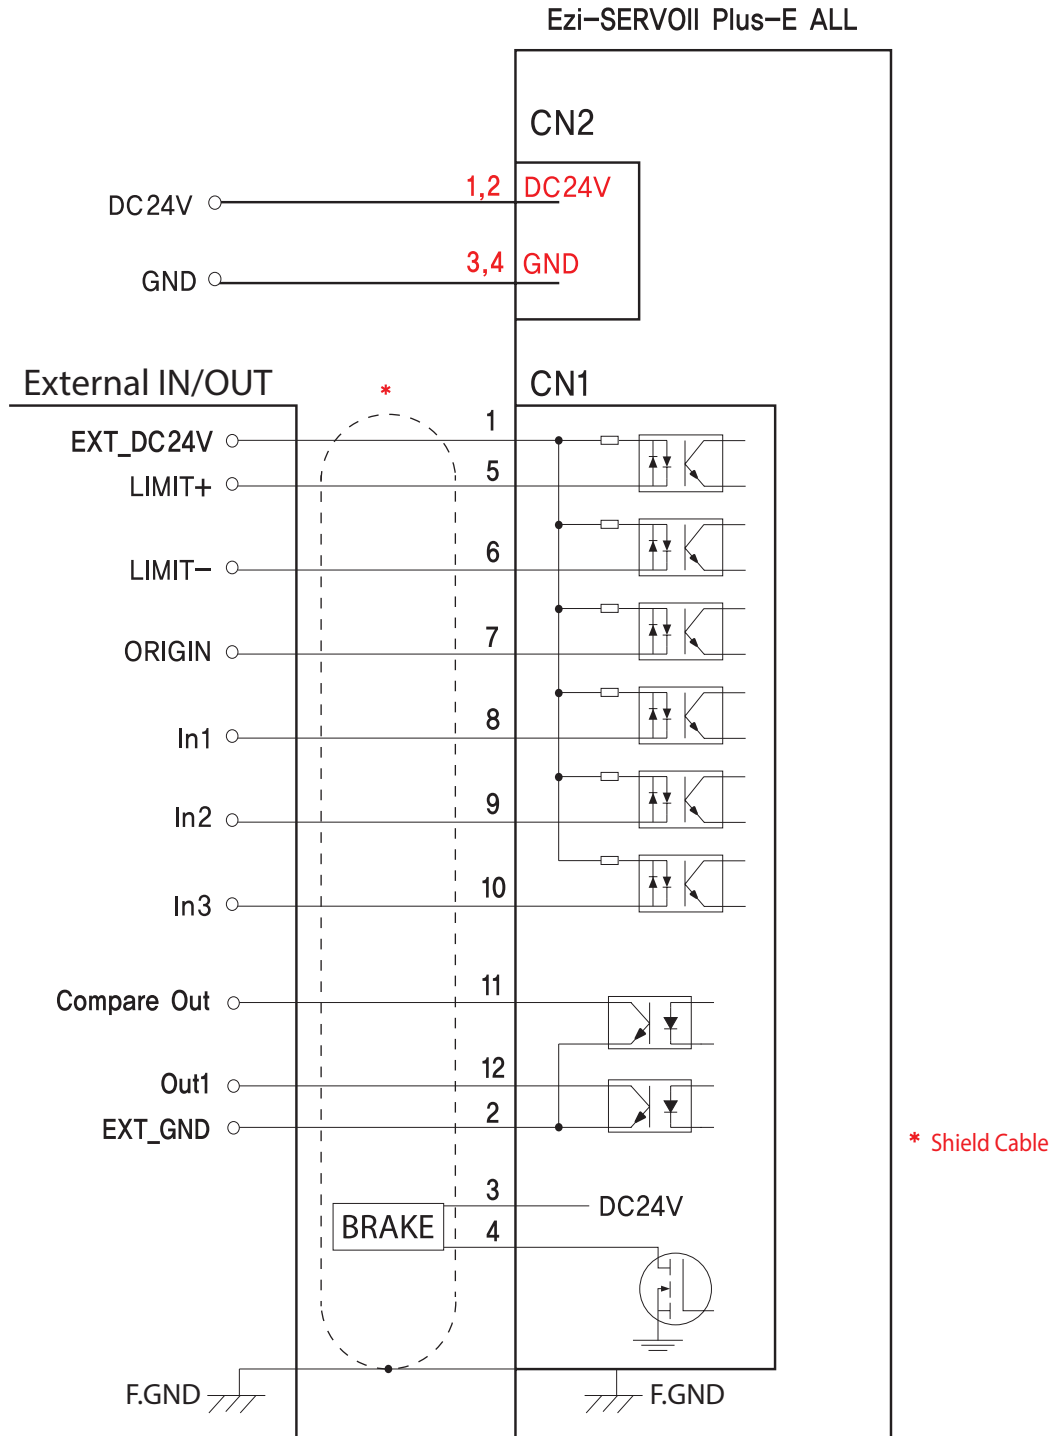 Ezi-SERVOII Plus-E ALL
CN2
DC24V 1,2 DC24V
GND 3,4 GND
External IN/OUT * CN1
EXT_DC24V 1
LIMIT+ 5
LIMIT- 6
ORIGIN 7
In1 8
In2 9
In3 10
Compare Out 11
Out1 12
EXT_GND 2
* Shield Cable
3 DC24V
BRAKE 4
F.GND F.GND